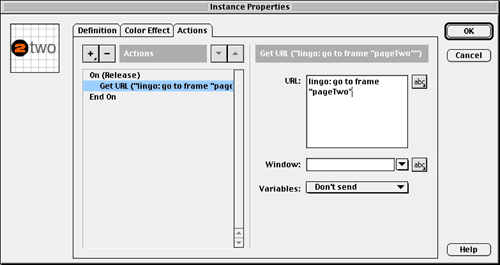 Instance Properties
2 two
Definition Color Effect Actions
+ - Actions
On (Release)
Get URL ("lingo: go to frame "page
End On
Get URL ("lingo: go to frame "pageTwo"")
URL: lingo: go to frame
"pageTwo"
abc
Window: abc
Variables: Don't send
OK
Cancel
Help